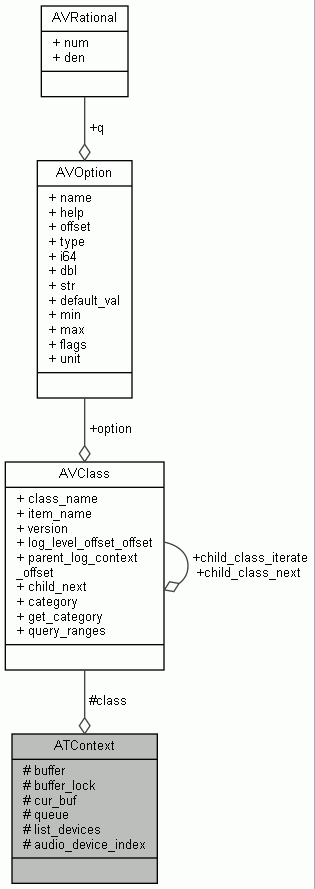 AVRational
+ num
+ den
+q
AVOption
+ name
+ help
+ offset
+ type
+ i64
+ dbl
+ str
+ default_val
+ min
+ max
+ flags
+ unit
+option
AVClass
+ class_name
+ item_name
+ version
+ log_level_offset_offset
+ parent_log_context
_offset
+ child_next
+ category
+ get_category
+ query_ranges
+child_class_iterate
+child_class_next
#class
ATContext
# buffer
# buffer_lock
# cur_buf
# queue
# list_devices
# audio_device_index